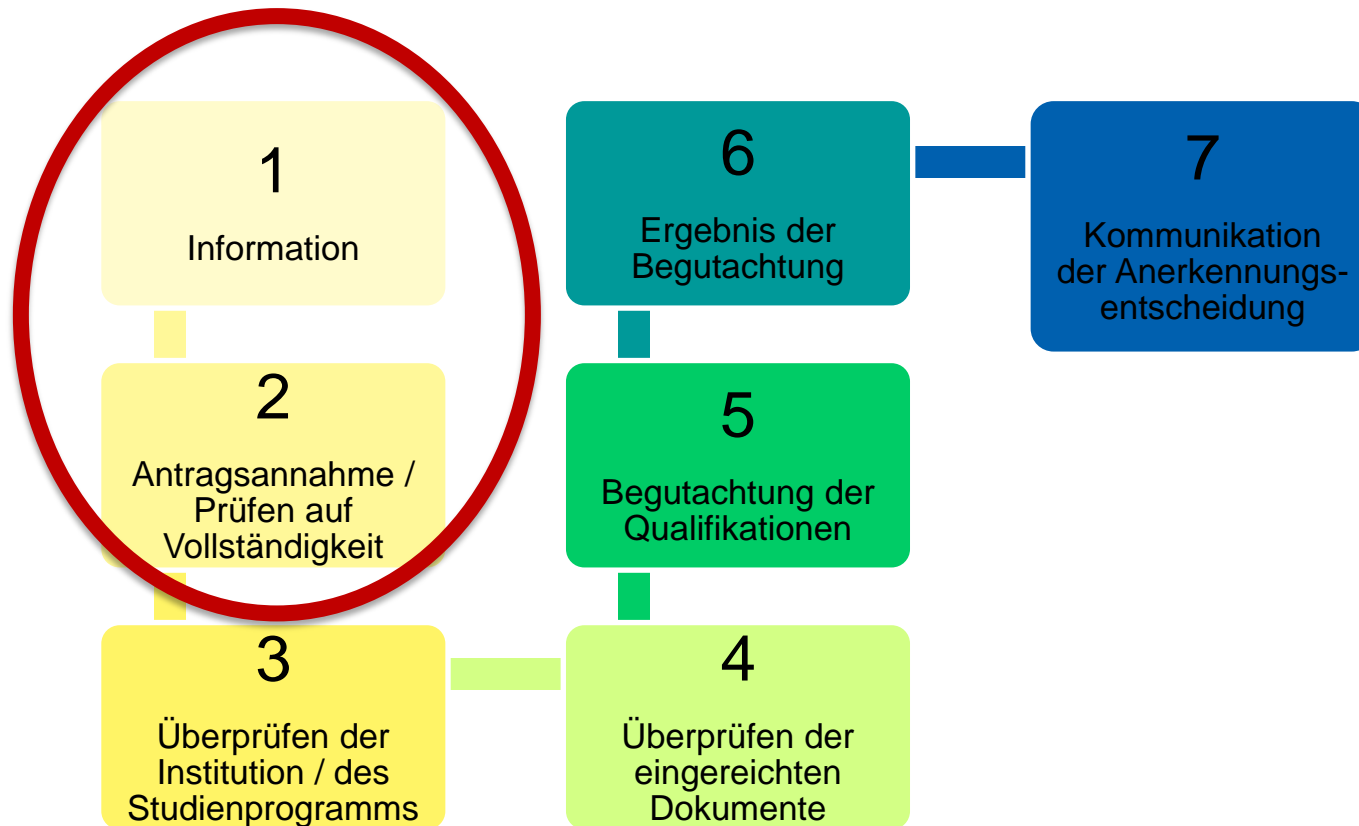 1
Information
2
Antragsannahme /
Prüfen auf
Vollständigkeit
3
Überprüfen der
Institution / des
Studienprogramms
4
Überprüfen der
eingereichten
Dokumente
5
Begutachtung der
Qualifikationen
6
Ergebnis der
Begutachtung
7
Kommunikation
der Anerkennungs-
entscheidung